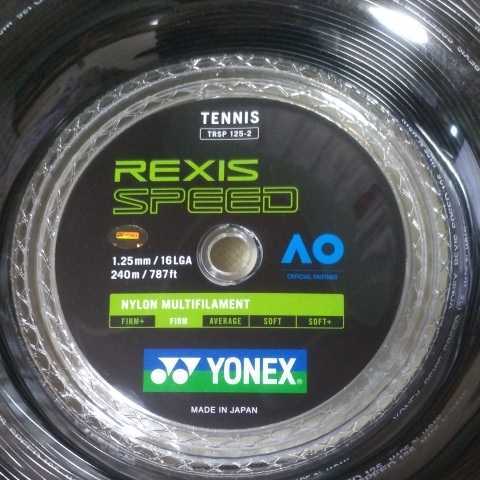 TENNIS
TRSP 125-2
REXIS
SPEED
1.25mm / 16LGA
240m / 787ft
AO
OFFICIAL PARTNER
NYLON MULTIFILAMENT
FIRM+ FIRM AVERAGE SOFT SOFT+
YONEX
MADE IN JAPAN